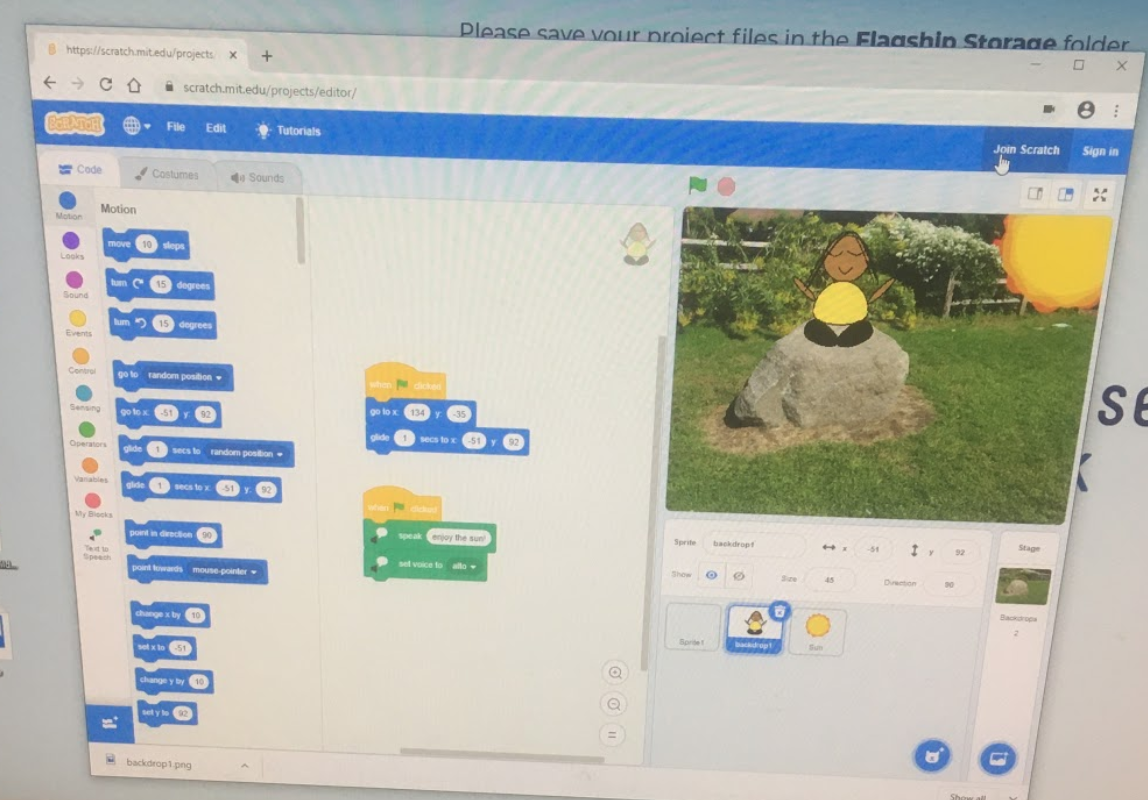 Please save your project files in the Flagship Storage folder
https://scratch.mit.edu/projects
scratch.mit.edu/projects/editor/
SCRATCH File Edit Tutorials Join Scratch Sign in
Code Costumes Sounds
Motion
Looks
Sound
Events
Control
Sensing
Operators
Variables
My Blocks
Text to
Speech
Motion
move 10 steps
turn 15 degrees
turn 15 degrees
go to random position
go to x: -51 y: 92
glide 1 secs to random position
glide 1 secs to x: -51 y: 92
point in direction 90
point towards mouse-pointer
change x by 10
set x to -51
change y by 10
set y to 92
when clicked
go to x: 134 y: -35
glide 1 secs to x: -51 y: 92
when clicked
speak enjoy the sun!
set voice to alto
Sprite backdrop1 x -51 y 92
Show Size 45 Direction 90
Sprite1 backdrop1 Sun
Stage
Backdrops
2
backdrop1.png
Show all
se